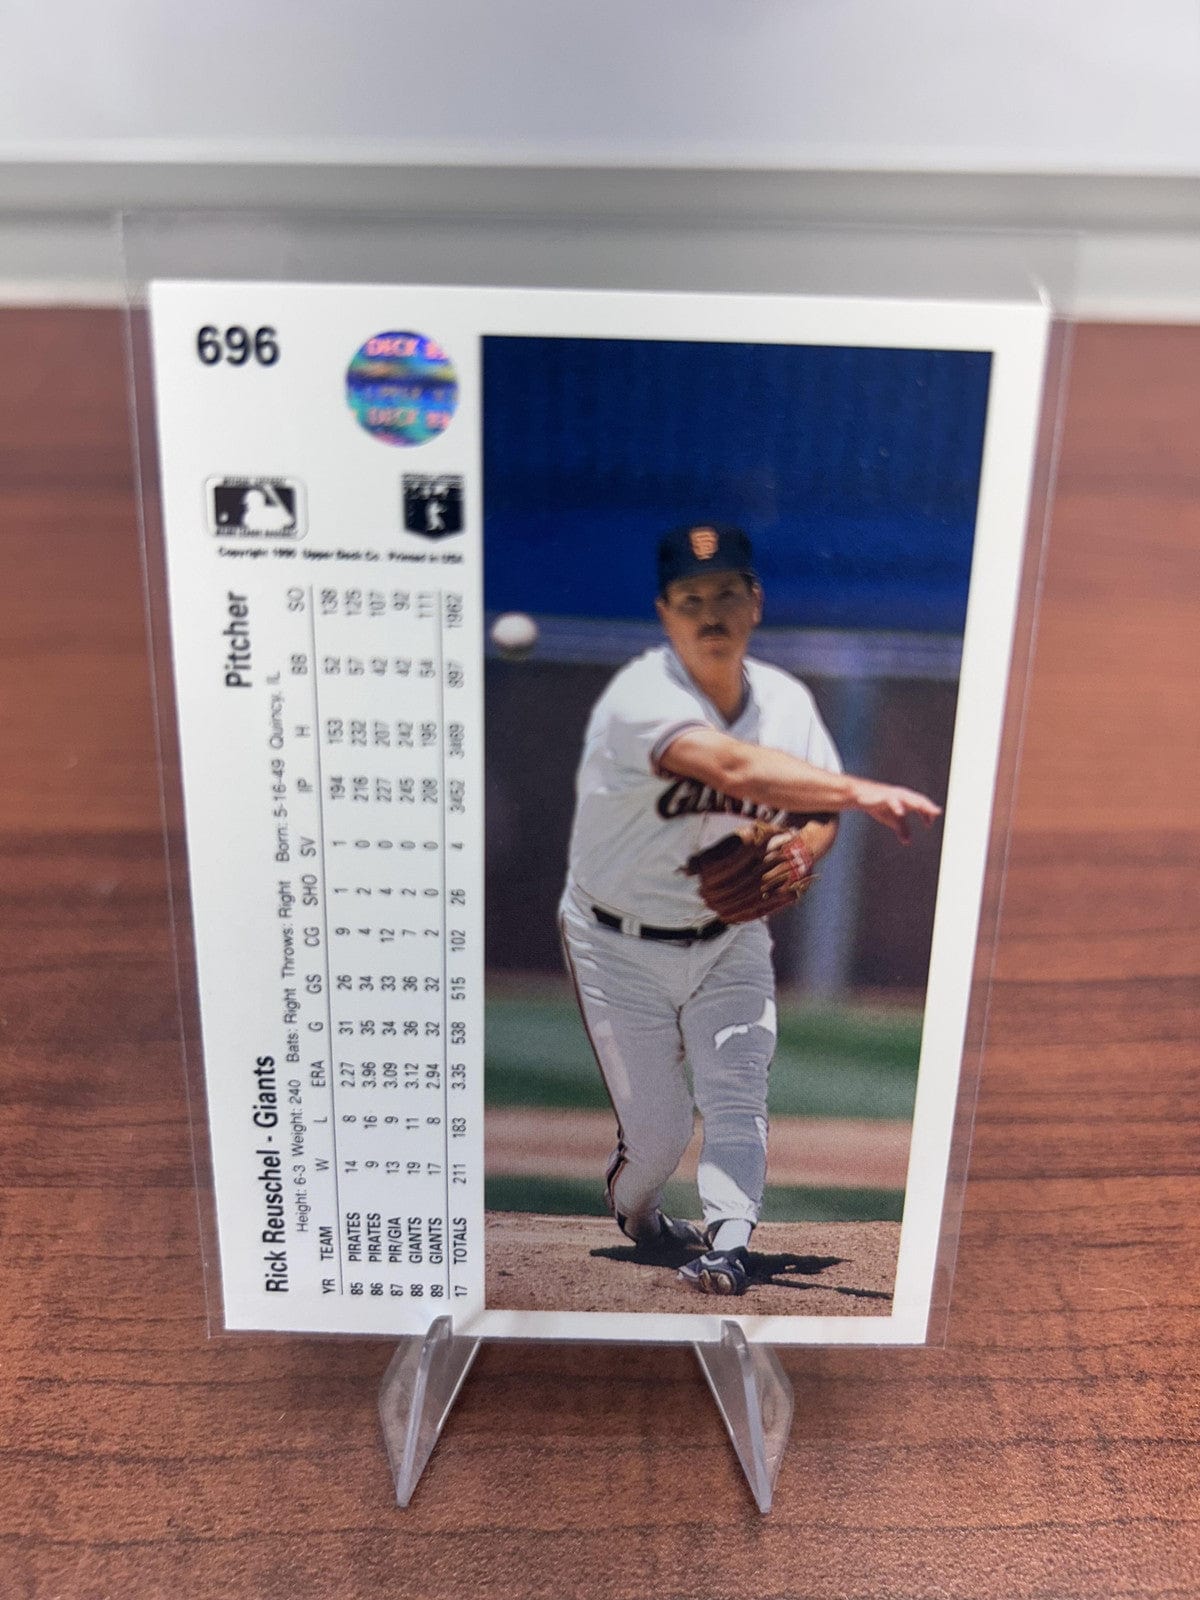 696
DECK
DECK
Copyright 1990 Upper Deck Co. Printed in USA
Rick Reuschel - Giants Pitcher
Height: 6-3 Weight: 240 Bats: Right Throws: Right Born: 5-16-49 Quincy, IL
YR TEAM W L ERA G GS CG SHO SV IP H BB SO
85 PIRATES 14 8 2.27 31 26 9 1 1 194 153 52 138
86 PIRATES 9 16 3.96 35 34 4 2 0 216 232 57 125
87 PIR/GIA 13 9 3.09 34 33 12 4 0 227 207 42 107
88 GIANTS 19 11 3.12 36 36 7 2 0 245 242 42 92
89 GIANTS 17 8 2.94 32 32 2 0 0 208 195 54 111
17 TOTALS 211 183 3.35 538 515 102 26 4 3452 3469 897 1962
SF
GIANTS